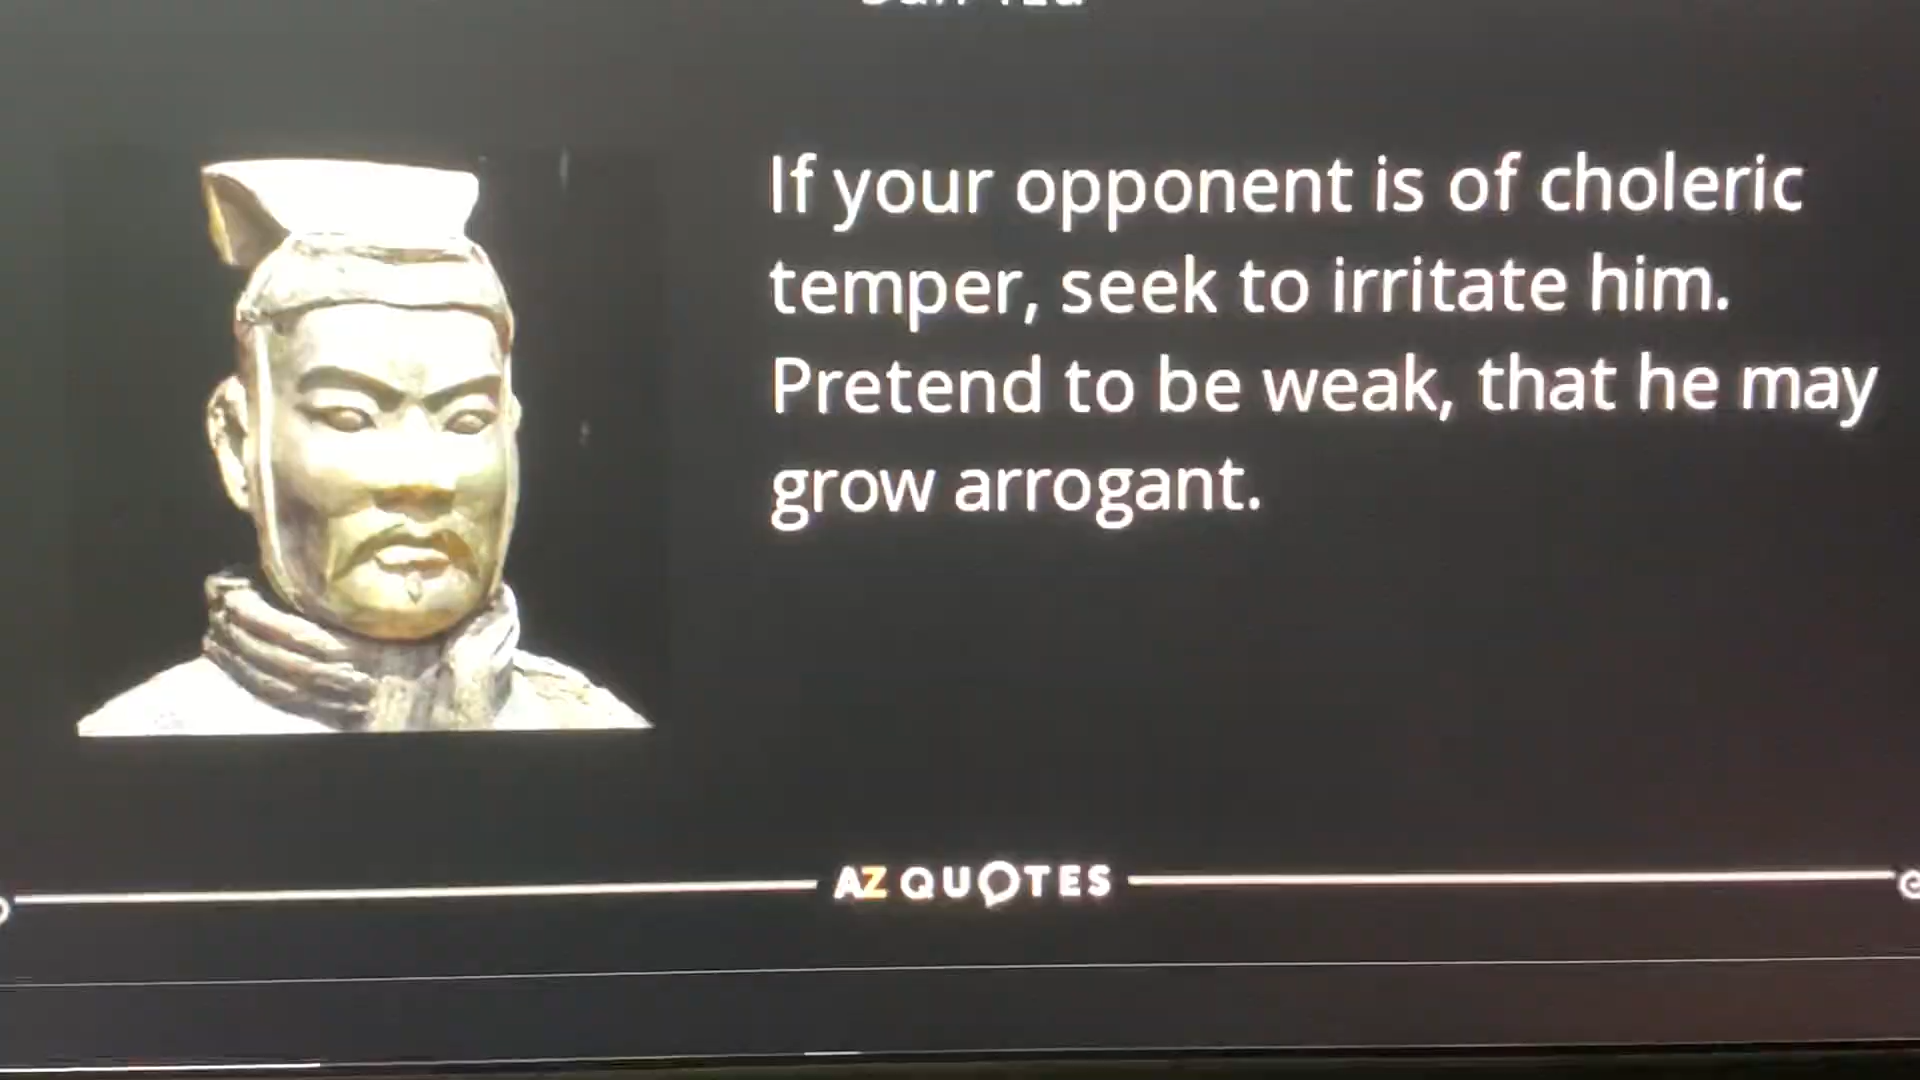 If your opponent is of choleric
temper, seek to irritate him.
Pretend to be weak, that he may
grow arrogant.
AZ QUOTES